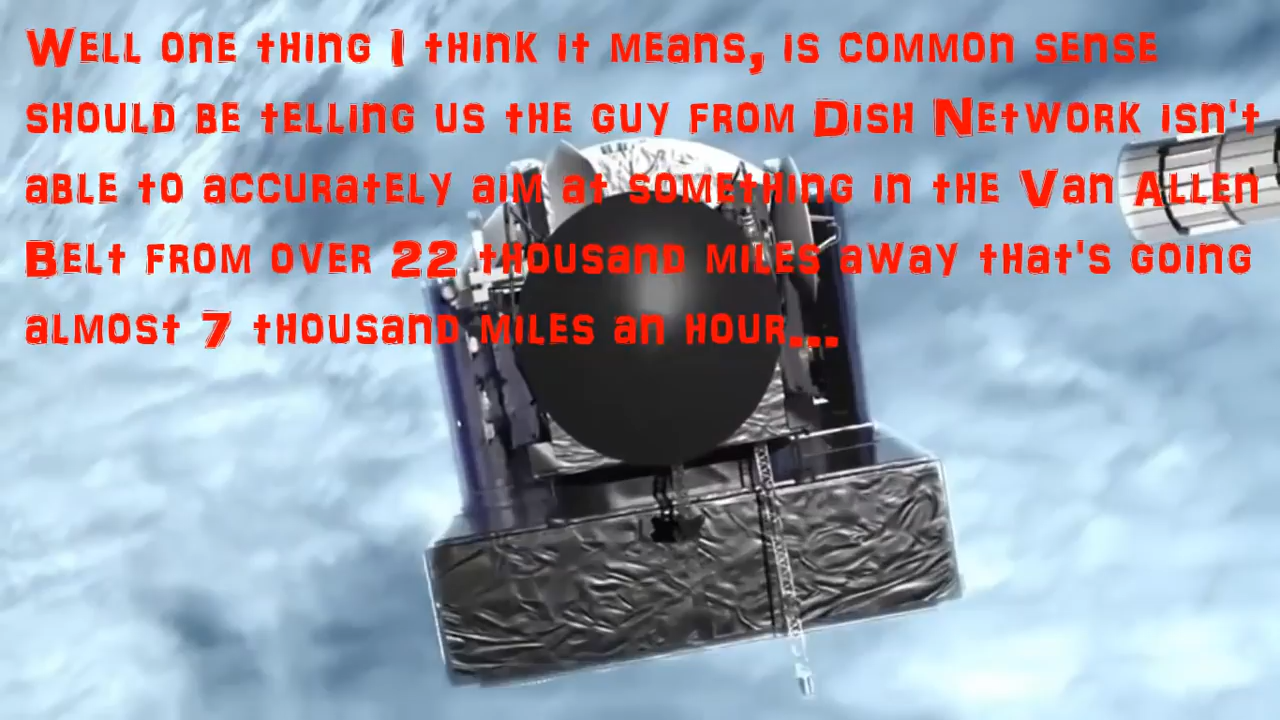 Well one thing I think it means, is common sense
should be telling us the guy from Dish Network isn't
able to accurately aim at something in the Van Allen
Belt from over 22 thousand miles away that's going
almost 7 thousand miles an hour...